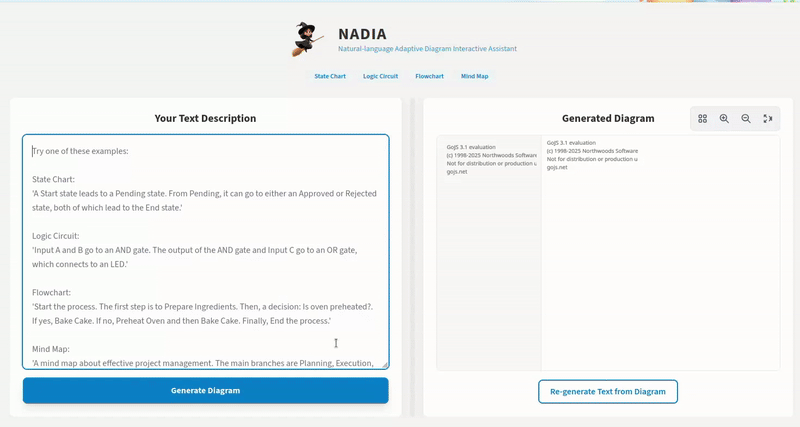 NADIA
Natural-language Adaptive Diagram Interactive Assistant
State Chart Logic Circuit Flowchart Mind Map
Your Text Description
Try one of these examples:
State Chart:
'A Start state leads to a Pending state. From Pending, it can go to either an Approved or Rejected
state, both of which lead to the End state.'
Logic Circuit:
'Input A and B go to an AND gate. The output of the AND gate and Input C go to an OR gate,
which connects to an LED.'
Flowchart:
'Start the process. The first step is to Prepare Ingredients. Then, a decision: Is oven preheated?.
If yes, Bake Cake. If no, Preheat Oven and then Bake Cake. Finally, End the process.'
Mind Map:
'A mind map about effective project management. The main branches are Planning, Execution,
Generate Diagram
Generated Diagram
GoJS 3.1 evaluation
(c) 1998-2025 Northwoods Software
Not for distribution or production u
gojs.net
GoJS 3.1 evaluation
(c) 1998-2025 Northwoods Software
Not for distribution or production u
gojs.net
Re-generate Text from Diagram